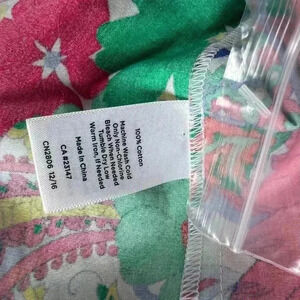 100% Cotton
Machine Wash Cold
Only Non-Chlorine
Bleach When Needed
Tumble Dry Low
Warm Iron, If Needed
Made in China
CA #23147
CN2806 12/16